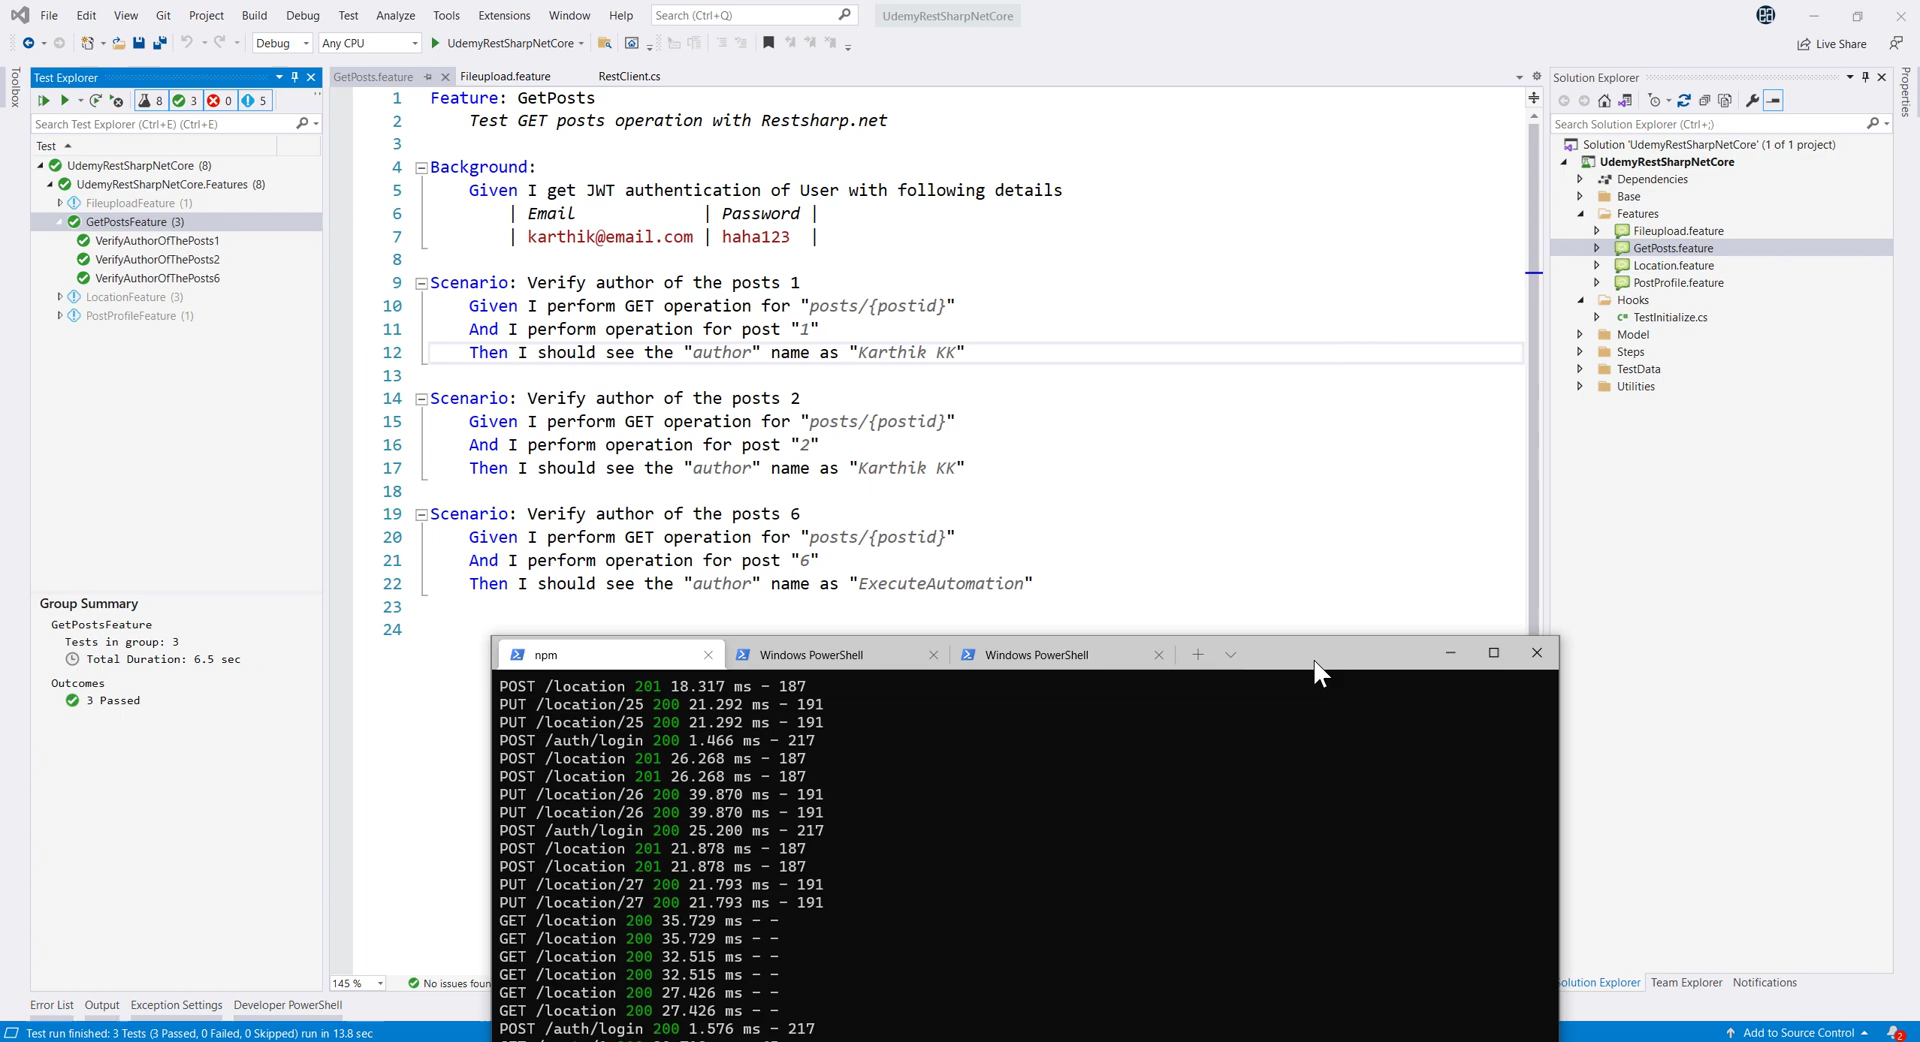 File Edit View Git Project Build Debug Test Analyze Tools Extensions Window Help Search (Ctrl+Q) UdemyRestSharpNetCore
Debug Any CPU UdemyRestSharpNetCore Live Share
Toolbox
Test Explorer
8 3 0 5
Search Test Explorer (Ctrl+E) (Ctrl+E)
Test
UdemyRestSharpNetCore (8)
UdemyRestSharpNetCore.Features (8)
FileuploadFeature (1)
GetPostsFeature (3)
VerifyAuthorOfThePosts1
VerifyAuthorOfThePosts2
VerifyAuthorOfThePosts6
LocationFeature (3)
PostProfileFeature (1)
Group Summary
GetPostsFeature
Tests in group: 3
Total Duration: 6.5 sec
Outcomes
3 Passed
GetPosts.feature Fileupload.feature RestClient.cs
1 Feature: GetPosts
2 Test GET posts operation with Restsharp.net
3
4 Background:
5 Given I get JWT authentication of User with following details
6 | Email | Password |
7 | karthik@email.com | haha123 |
8
9 Scenario: Verify author of the posts 1
10 Given I perform GET operation for "posts/{postid}"
11 And I perform operation for post "1"
12 Then I should see the "author" name as "Karthik KK"
13
14 Scenario: Verify author of the posts 2
15 Given I perform GET operation for "posts/{postid}"
16 And I perform operation for post "2"
17 Then I should see the "author" name as "Karthik KK"
18
19 Scenario: Verify author of the posts 6
20 Given I perform GET operation for "posts/{postid}"
21 And I perform operation for post "6"
22 Then I should see the "author" name as "ExecuteAutomation"
23
24
145 % No issues foun
npm Windows PowerShell Windows PowerShell
POST /location 201 18.317 ms - 187
PUT /location/25 200 21.292 ms - 191
PUT /location/25 200 21.292 ms - 191
POST /auth/login 200 1.466 ms - 217
POST /location 201 26.268 ms - 187
POST /location 201 26.268 ms - 187
PUT /location/26 200 39.870 ms - 191
PUT /location/26 200 39.870 ms - 191
POST /auth/login 200 25.200 ms - 217
POST /location 201 21.878 ms - 187
POST /location 201 21.878 ms - 187
PUT /location/27 200 21.793 ms - 191
PUT /location/27 200 21.793 ms - 191
GET /location 200 35.729 ms - -
GET /location 200 35.729 ms - -
GET /location 200 32.515 ms - -
GET /location 200 32.515 ms - -
GET /location 200 27.426 ms - -
GET /location 200 27.426 ms - -
POST /auth/login 200 1.576 ms - 217
Solution Explorer
Search Solution Explorer (Ctrl+;)
Solution 'UdemyRestSharpNetCore' (1 of 1 project)
UdemyRestSharpNetCore
Dependencies
Base
Features
Fileupload.feature
GetPosts.feature
Location.feature
PostProfile.feature
Hooks
C# TestInitialize.cs
Model
Steps
TestData
Utilities
Properties
olution Explorer Team Explorer Notifications
Error List Output Exception Settings Developer PowerShell
Test run finished: 3 Tests (3 Passed, 0 Failed, 0 Skipped) run in 13.8 sec
Add to Source Control 2